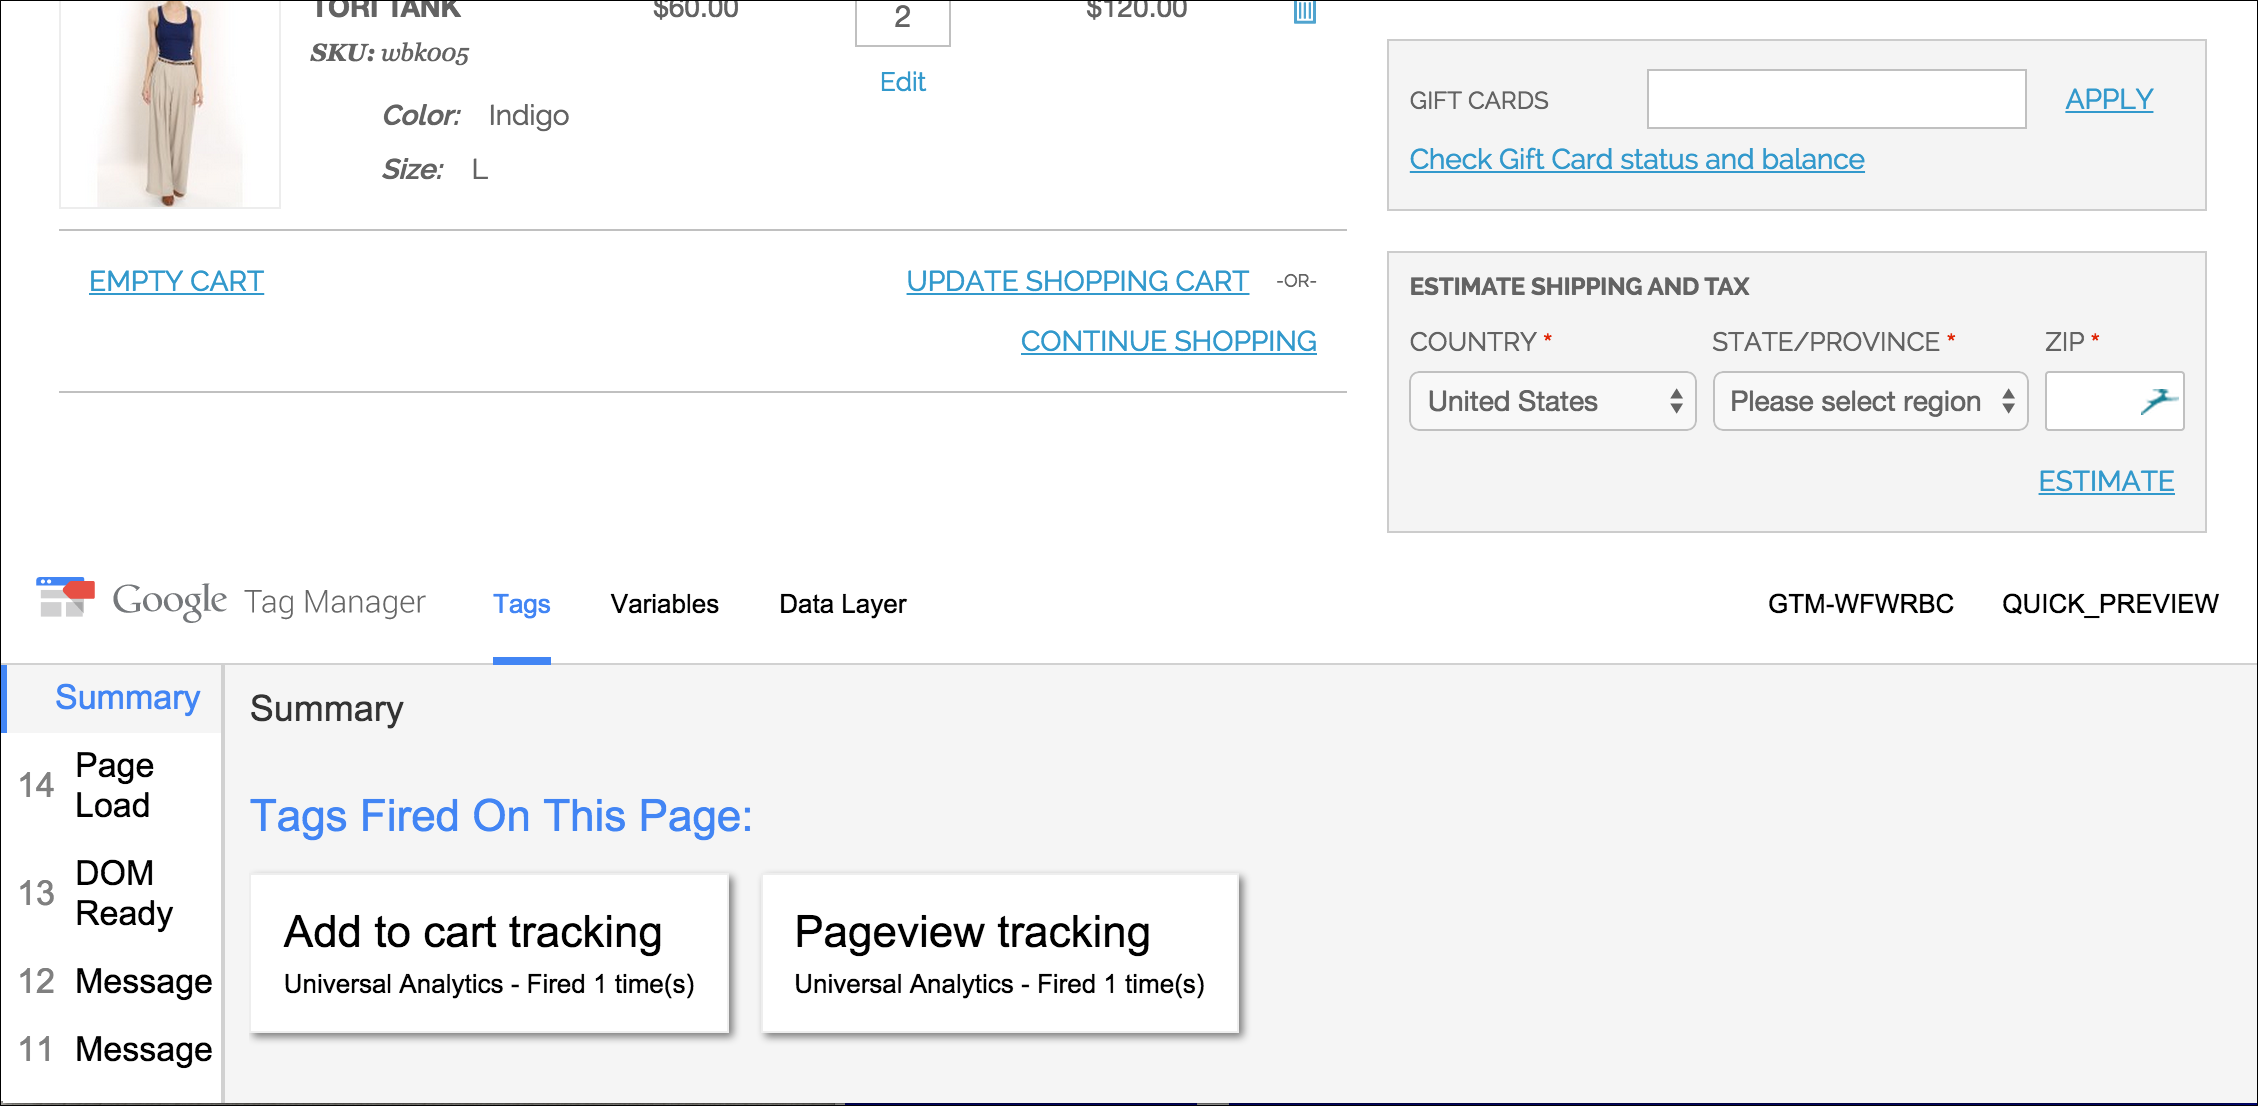 TORI TANK $60.00 2 $120.00
SKU: wbk005
Edit
Color: Indigo
Size: L
GIFT CARDS APPLY
Check Gift Card status and balance
EMPTY CART UPDATE SHOPPING CART -OR-
CONTINUE SHOPPING
ESTIMATE SHIPPING AND TAX
COUNTRY * STATE/PROVINCE * ZIP *
United States Please select region
ESTIMATE
Google Tag Manager Tags Variables Data Layer GTM-WFWRBC QUICK_PREVIEW
Summary
14 Page
Load
13 DOM
Ready
12 Message
11 Message
Summary
Tags Fired On This Page:
Add to cart tracking
Universal Analytics - Fired 1 time(s)
Pageview tracking
Universal Analytics - Fired 1 time(s)